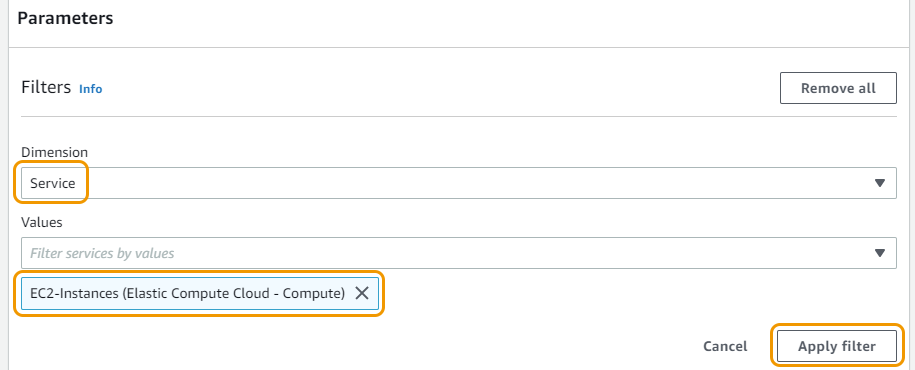 Parameters
Filters Info
Remove all
Dimension
Service
Values
Filter services by values
EC2-Instances (Elastic Compute Cloud - Compute)
Cancel
Apply filter